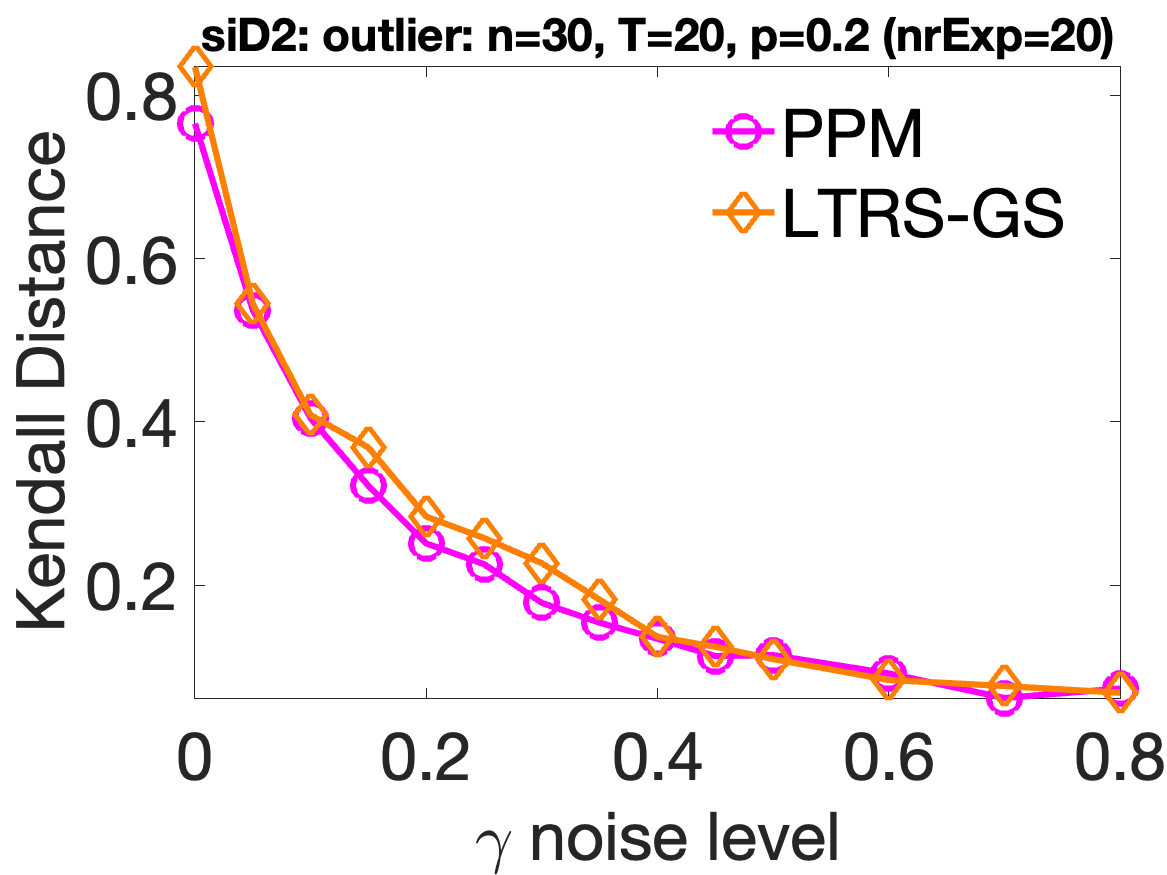 siD2: outlier: n=30, T=20, p=0.2 (nrExp=20)
PPM
LTRS-GS
Kendall Distance
0.8
0.6
0.4
0.2
0 0.2 0.4 0.6 0.8
γ noise level